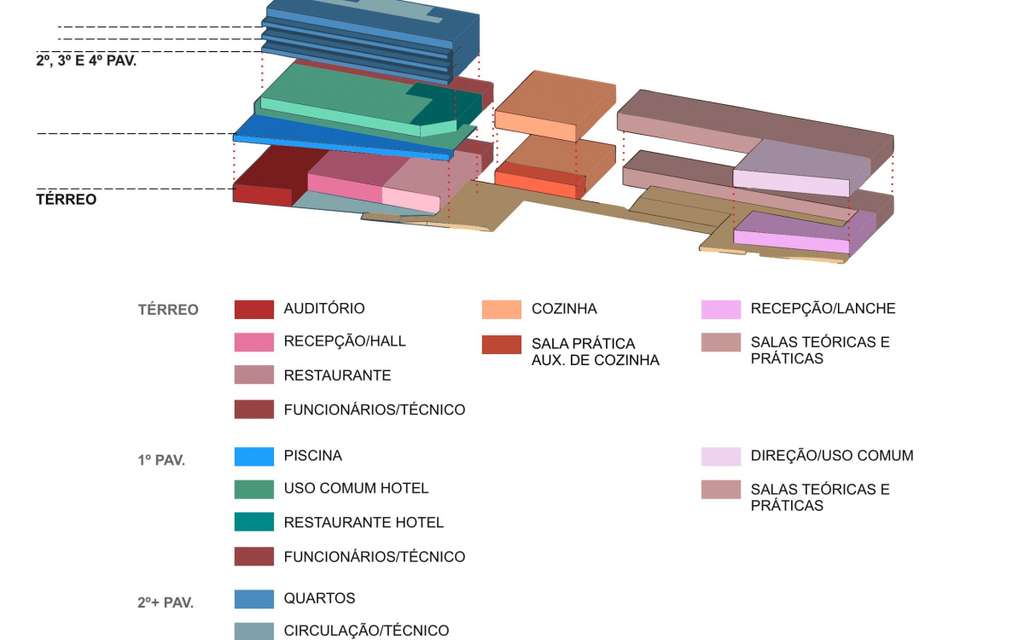 2º, 3º E 4º PAV.
TÉRREO
TÉRREO
AUDITÓRIO
RECEPÇÃO/HALL
RESTAURANTE
FUNCIONÁRIOS/TÉCNICO
COZINHA
SALA PRÁTICA
AUX. DE COZINHA
RECEPÇÃO/LANCHE
SALAS TEÓRICAS E
PRÁTICAS
1º PAV.
PISCINA
USO COMUM HOTEL
RESTAURANTE HOTEL
FUNCIONÁRIOS/TÉCNICO
DIREÇÃO/USO COMUM
SALAS TEÓRICAS E
PRÁTICAS
2º+ PAV.
QUARTOS
CIRCULAÇÃO/TÉCNICO